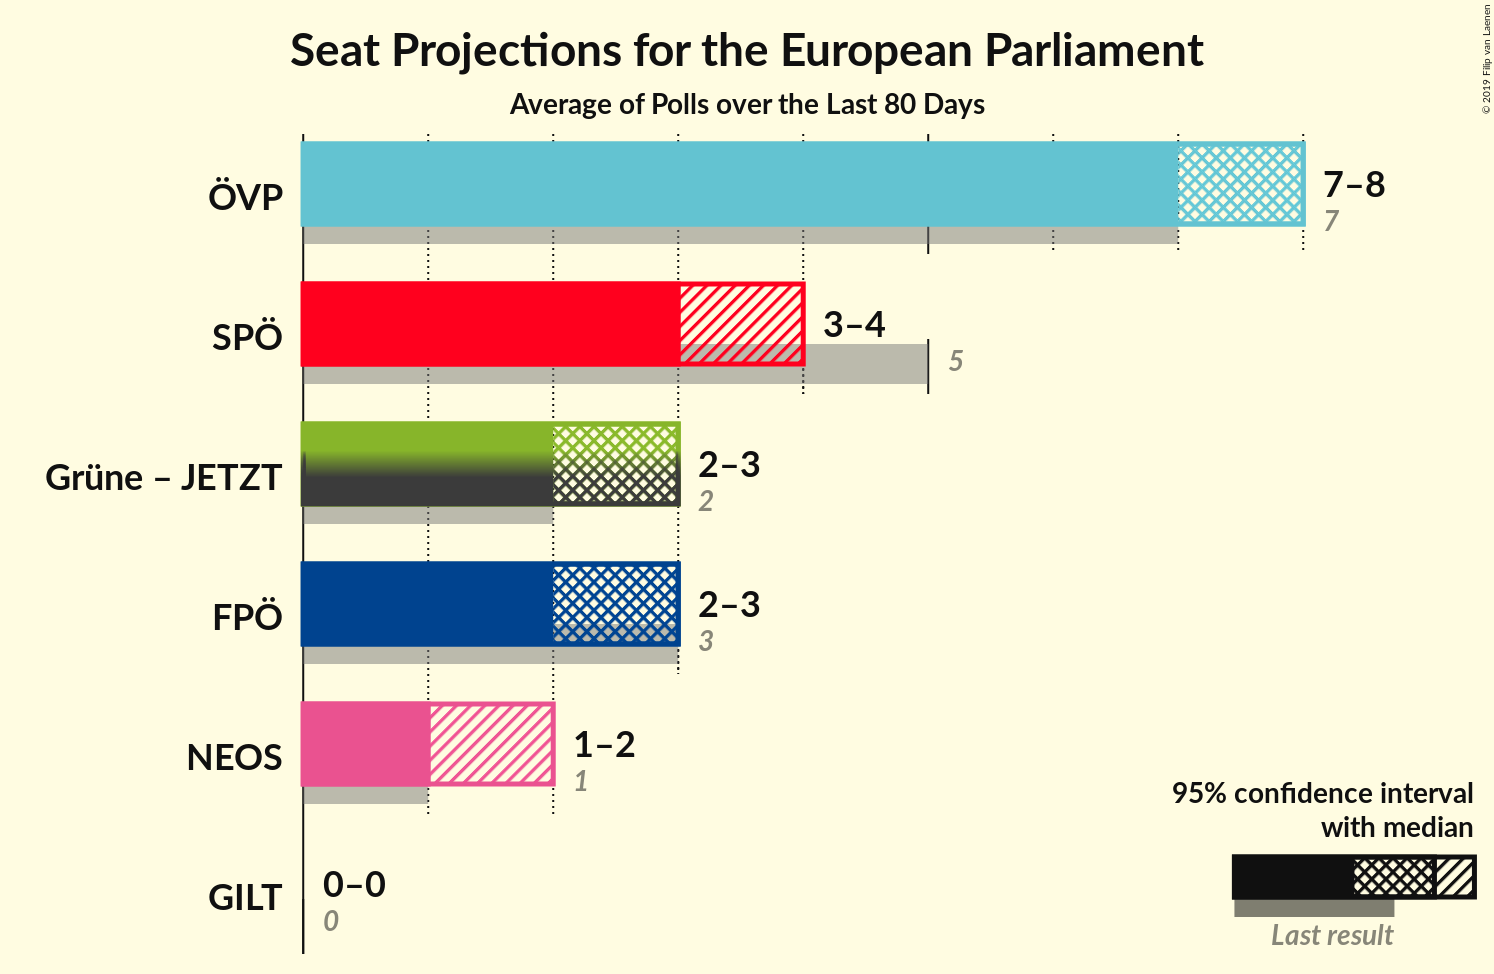 Seat Projections for the European Parliament
Average of Polls over the Last 80 Days
© 2019 Filip van Laenen
ÖVP
7–8
7
SPÖ
3–4
5
Grüne – JETZT
2–3
2
FPÖ
2–3
3
NEOS
1–2
1
GILT
0–0
0
95% confidence interval
with median
Last result